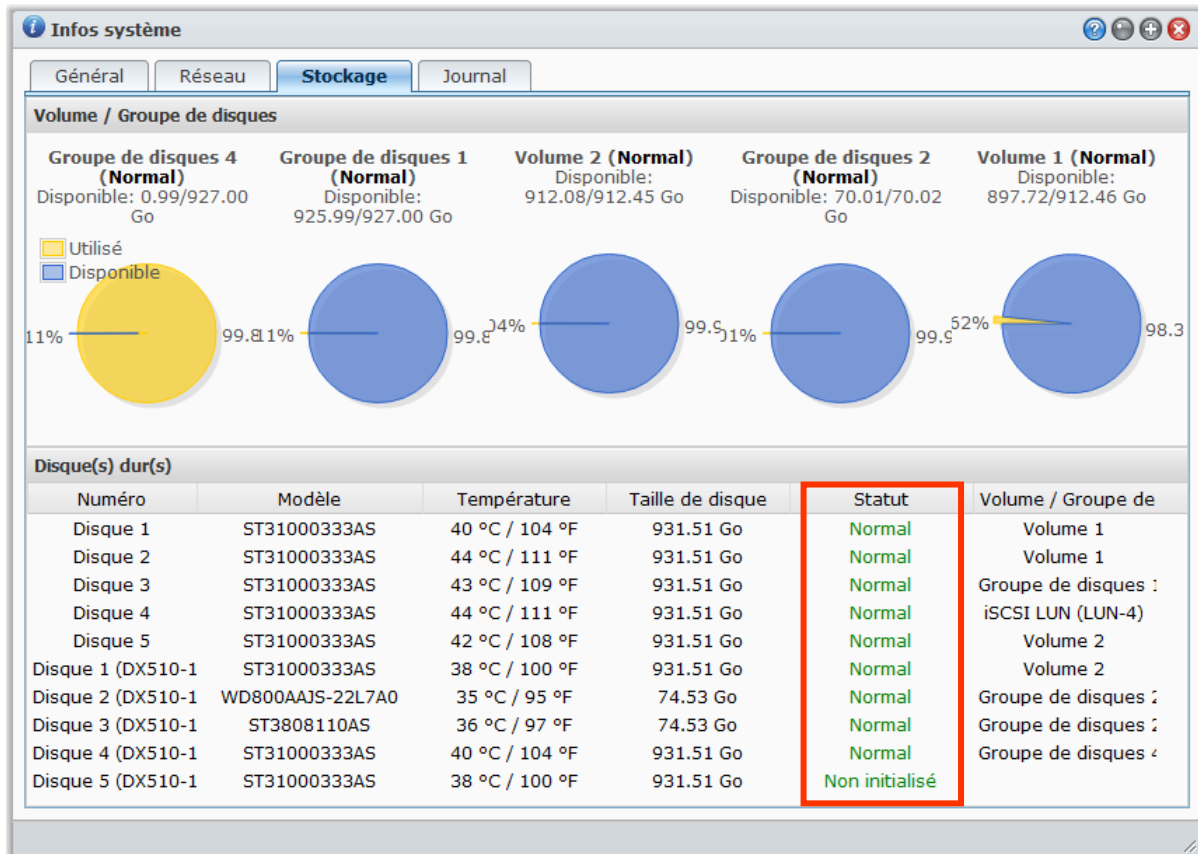 Infos système
Général Réseau Stockage Journal
Volume / Groupe de disques
Groupe de disques 4 (Normal)
Disponible: 0.99/927.00 Go
Groupe de disques 1 (Normal)
Disponible: 925.99/927.00 Go
Volume 2 (Normal)
Disponible: 912.08/912.45 Go
Groupe de disques 2 (Normal)
Disponible: 70.01/70.02 Go
Volume 1 (Normal)
Disponible: 897.72/912.46 Go
Utilisé
Disponible
11% 99.8 11% 99.8 04% 99.9 01% 99.9 52% 98.3
Disque(s) dur(s)
Numéro Modèle Température Taille de disque Statut Volume / Groupe de
Disque 1 ST31000333AS 40 °C / 104 °F 931.51 Go Normal Volume 1
Disque 2 ST31000333AS 44 °C / 111 °F 931.51 Go Normal Volume 1
Disque 3 ST31000333AS 43 °C / 109 °F 931.51 Go Normal Groupe de disques 1
Disque 4 ST31000333AS 44 °C / 111 °F 931.51 Go Normal iSCSI LUN (LUN-4)
Disque 5 ST31000333AS 42 °C / 108 °F 931.51 Go Normal Volume 2
Disque 1 (DX510-1 ST31000333AS 38 °C / 100 °F 931.51 Go Normal Volume 2
Disque 2 (DX510-1 WD800AAJS-22L7A0 35 °C / 95 °F 74.53 Go Normal Groupe de disques 2
Disque 3 (DX510-1 ST3808110AS 36 °C / 97 °F 74.53 Go Normal Groupe de disques 2
Disque 4 (DX510-1 ST31000333AS 40 °C / 104 °F 931.51 Go Normal Groupe de disques 4
Disque 5 (DX510-1 ST31000333AS 38 °C / 100 °F 931.51 Go Non initialisé